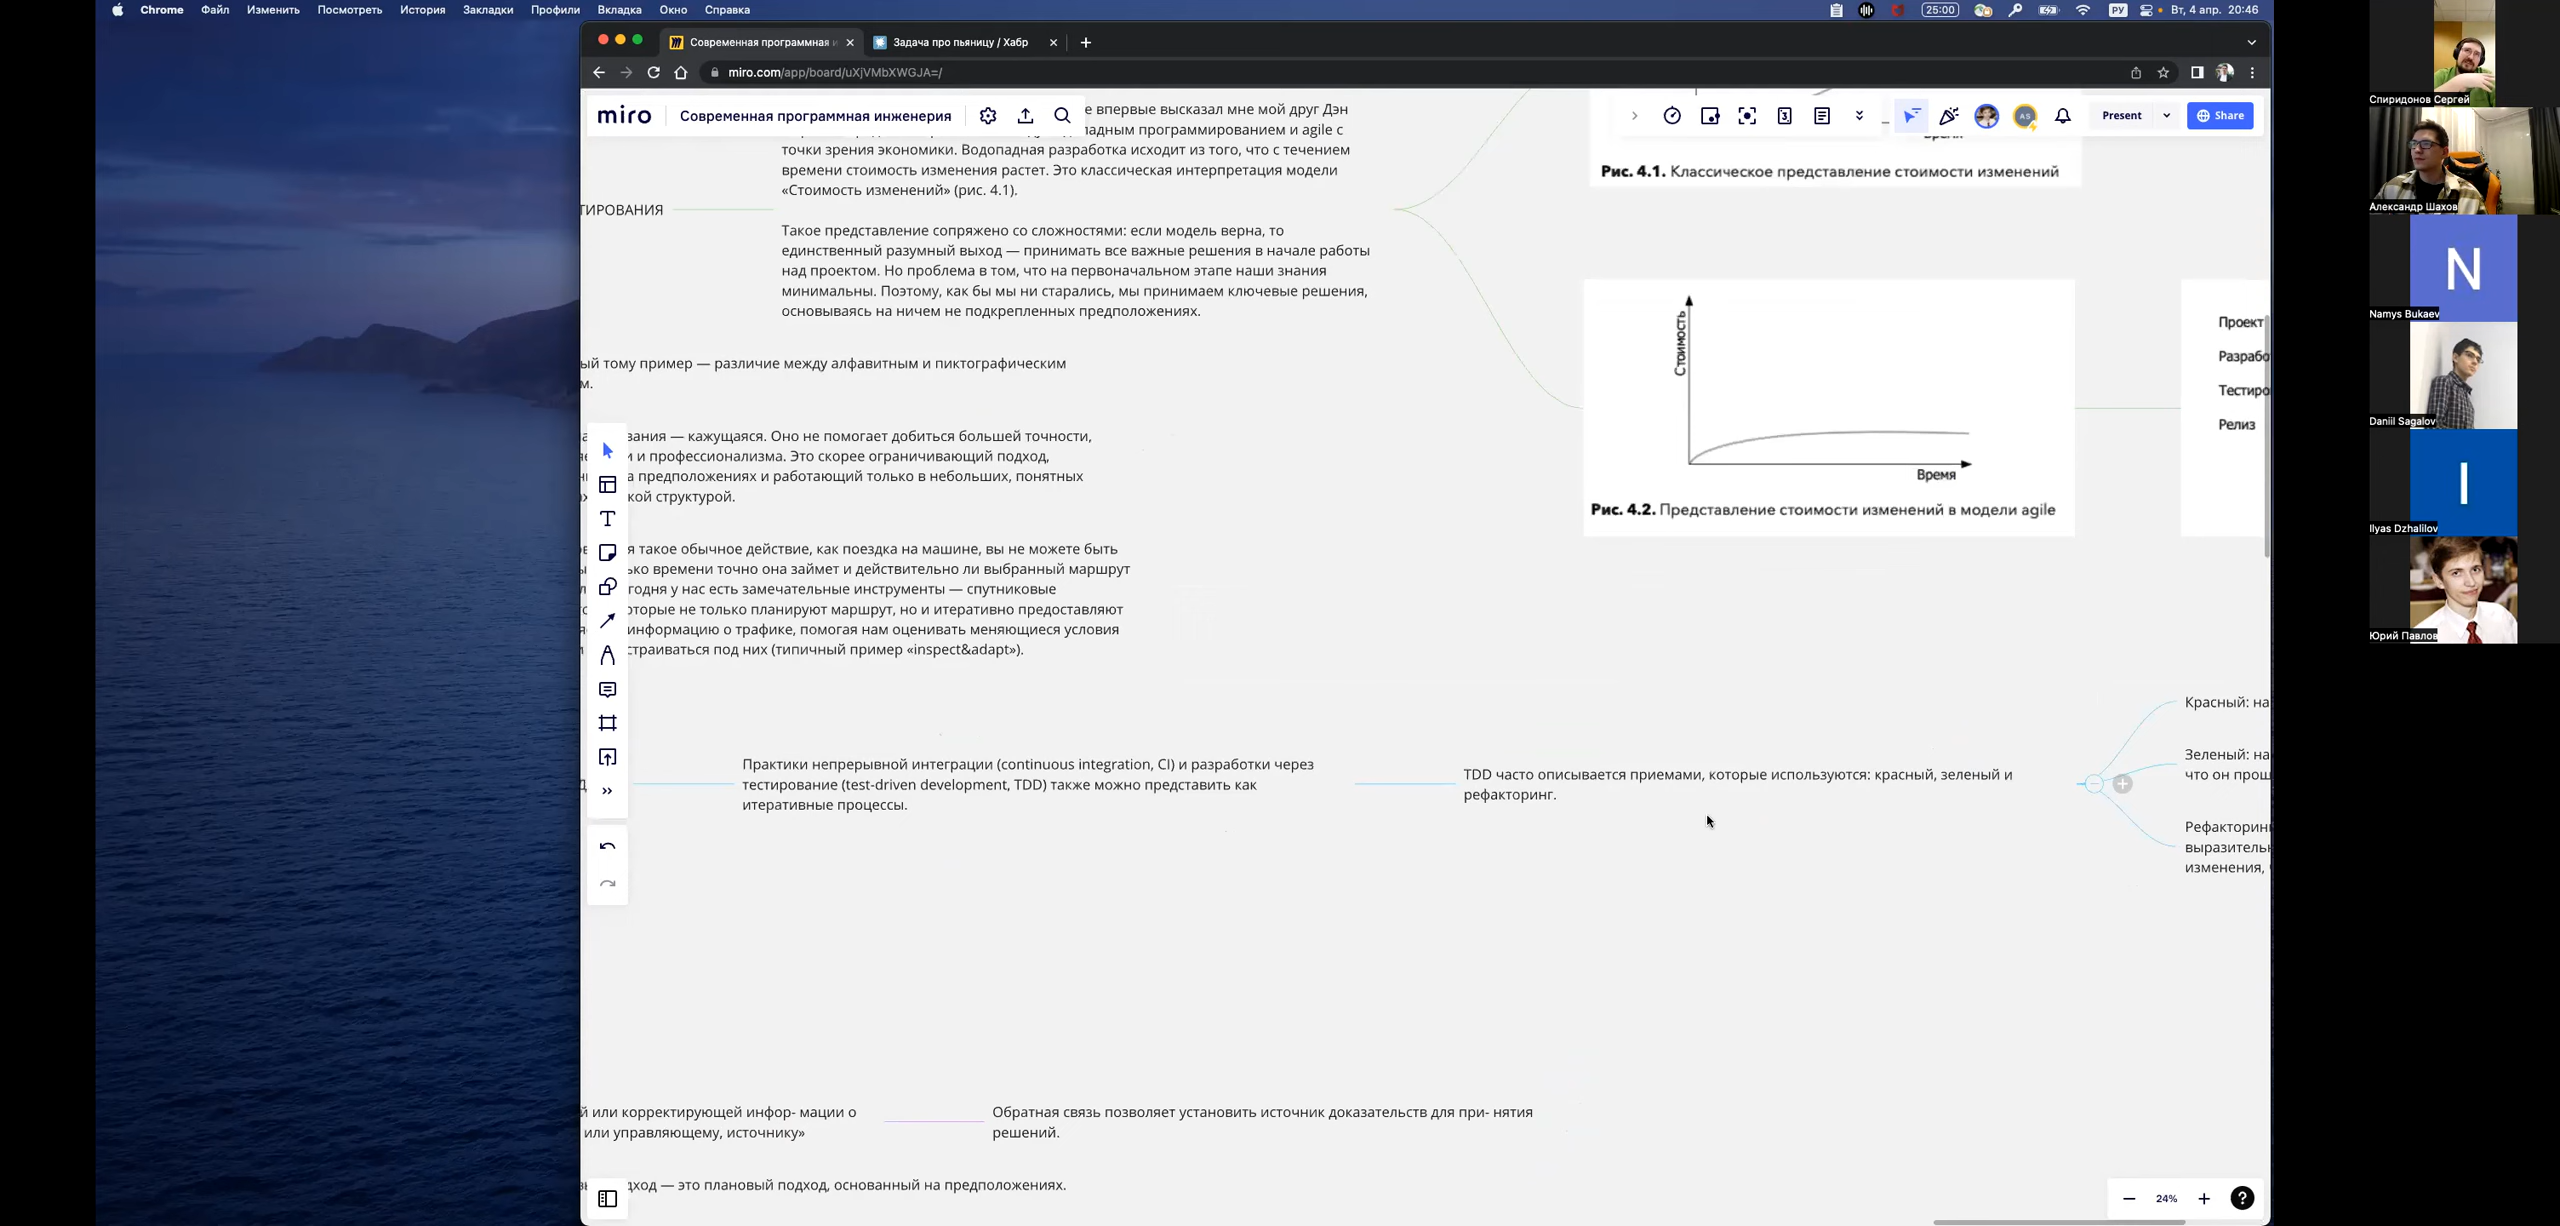 Chrome Файл Изменить Посмотреть История Закладки Профили Вкладка Окно Справка
25:00 РУ Вт, 4 апр. 20:46
Современная программная и
Задача про пьяницу / Хабр
miro.com/app/board/uXjVMbXWGJA=/
miro Современная программная инженерия
Present
Share
е впервые высказал мне мой друг Дэн
падным программированием и agile с
точки зрения экономики. Водопадная разработка исходит из того, что с течением
времени стоимость изменения растет. Это классическая интерпретация модели
«Стоимость изменений» (рис. 4.1).
ТИРОВАНИЯ
Такое представление сопряжено со сложностями: если модель верна, то
единственный разумный выход — принимать все важные решения в начале работы
над проектом. Но проблема в том, что на первоначальном этапе наши знания
минимальны. Поэтому, как бы мы ни старались, мы принимаем ключевые решения,
основываясь на ничем не подкрепленных предположениях.
Рис. 4.1. Классическое представление стоимости изменений
Стоимость
Время
Рис. 4.2. Представление стоимости изменений в модели agile
Проект
Разрабо
Тестиро
Релиз
ый тому пример — различие между алфавитным и пиктографическим
м.
вания — кажущаяся. Оно не помогает добиться большей точности,
и и профессионализма. Это скорее ограничивающий подход,
а предположениях и работающий только в небольших, понятных
кой структурой.
я такое обычное действие, как поездка на машине, вы не можете быть
ько времени точно она займет и действительно ли выбранный маршрут
годня у нас есть замечательные инструменты — спутниковые
оторые не только планируют маршрут, но и итеративно предоставляют
информацию о трафике, помогая нам оценивать меняющиеся условия
и страиваться под них (типичный пример «inspect&adapt»).
Практики непрерывной интеграции (continuous integration, CI) и разработки через
тестирование (test-driven development, TDD) также можно представить как
итеративные процессы.
TDD часто описывается приемами, которые используются: красный, зеленый и
рефакторинг.
Красный: на
Зеленый: на
что он прош
Рефакторин
выразитель
изменения,
й или корректирующей инфор- мации о
или управляющему, источнику»
Обратная связь позволяет установить источник доказательств для при- нятия
решений.
дход — это плановый подход, основанный на предположениях.
24%
Спиридонов Сергей
Александр Шахов
N
Namys Bukaev
Daniil Sagalov
I
Ilyas Dzhalilov
Юрий Павлов